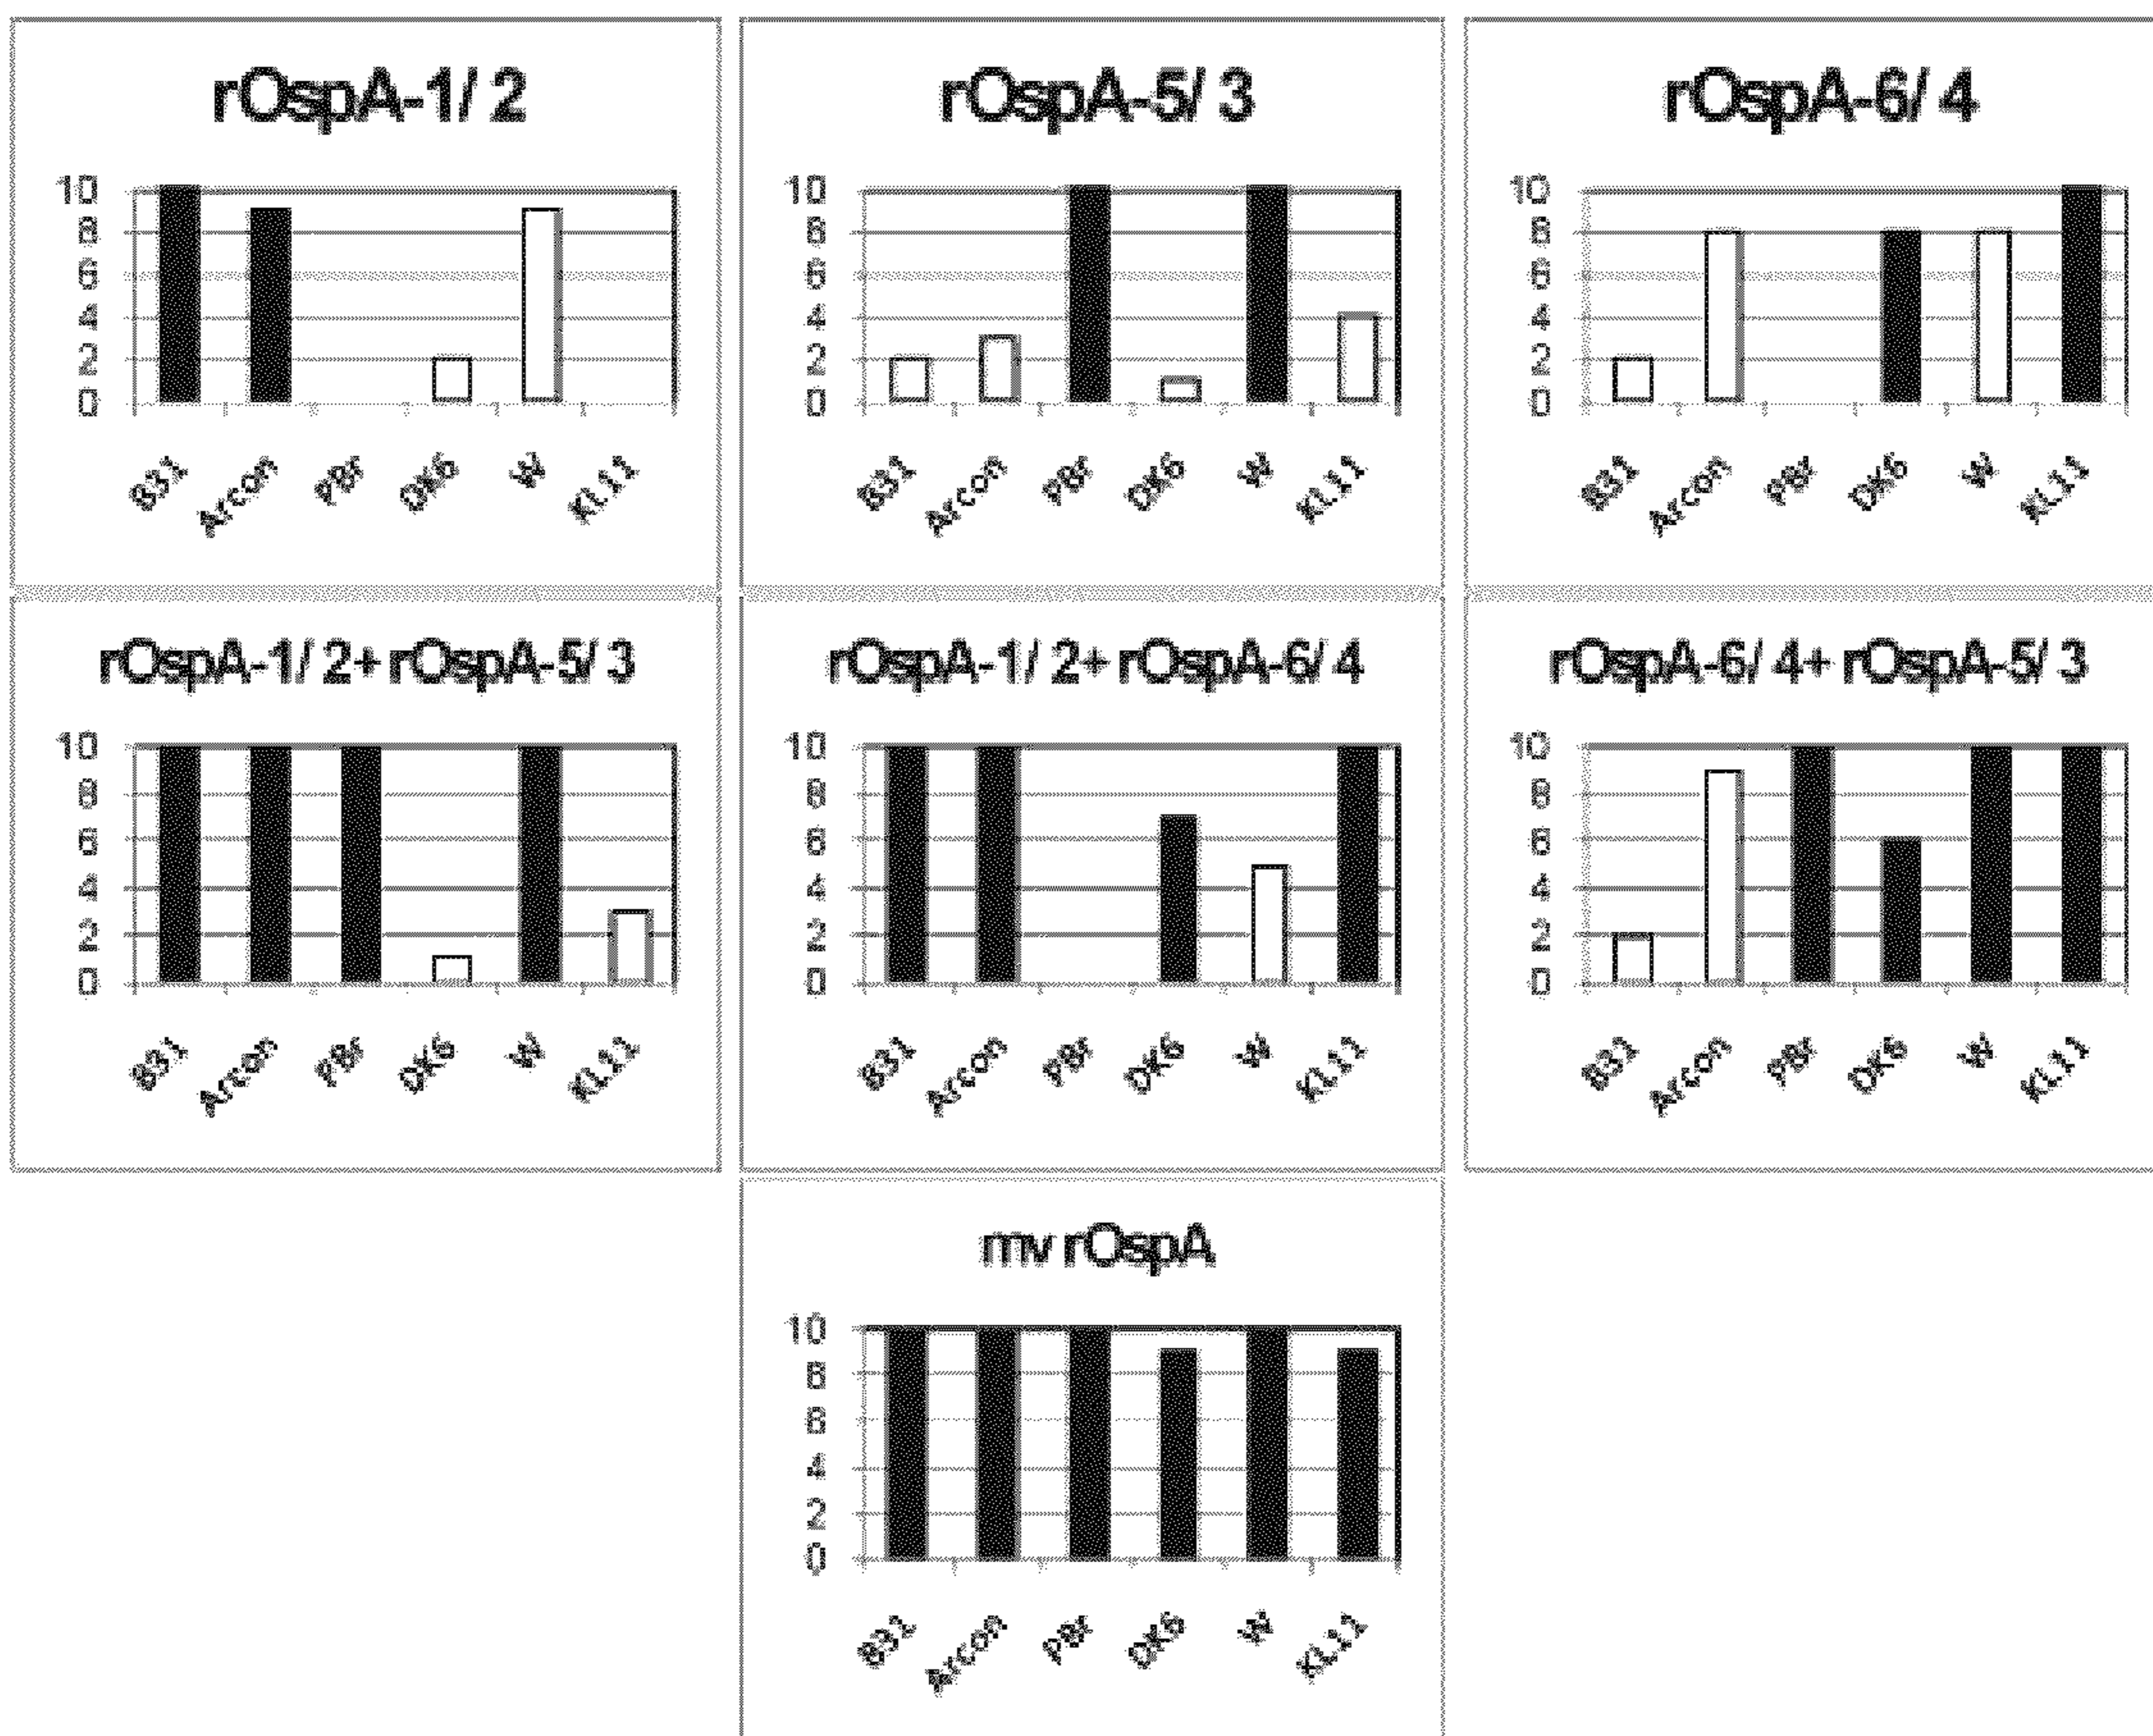 rOspA-1/ 2
10
8
6
4
2
0
B31
Arcon
PBr
DK6
W
KL11
rOspA-5/ 3
10
8
6
4
2
0
B31
Arcon
PBr
DK6
W
KL11
rOspA-6/ 4
10
8
6
4
2
0
B31
Arcon
PBr
DK6
W
KL11
rOspA-1/ 2+ rOspA-5/ 3
10
8
6
4
2
0
B31
Arcon
PBr
DK6
W
KL11
rOspA-1/ 2+ rOspA-6/ 4
10
8
6
4
2
0
B31
Arcon
PBr
DK6
W
KL11
rOspA-6/ 4+ rOspA-5/ 3
10
8
6
4
2
0
B31
Arcon
PBr
DK6
W
KL11
mv rOspA
10
8
6
4
2
0
B31
Arcon
PBr
DK6
W
KL11